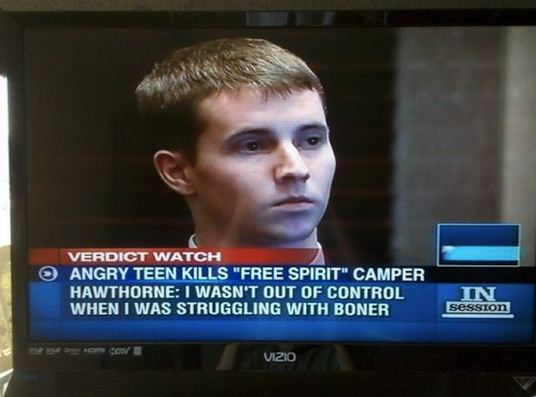 VERDICT WATCH
ANGRY TEEN KILLS "FREE SPIRIT" CAMPER
HAWTHORNE: I WASN'T OUT OF CONTROL
WHEN I WAS STRUGGLING WITH BONER
IN
SESSION
VIZIO
HDMI